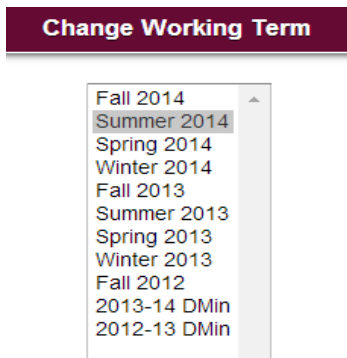 Change Working Term
Fall 2014
Summer 2014
Spring 2014
Winter 2014
Fall 2013
Summer 2013
Spring 2013
Winter 2013
Fall 2012
2013-14 DMin
2012-13 DMin